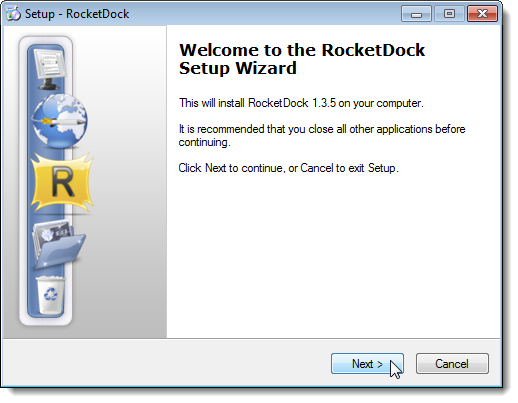 Setup - RocketDock
Welcome to the RocketDock
Setup Wizard
This will install RocketDock 1.3.5 on your computer.
It is recommended that you close all other applications before
continuing.
Click Next to continue, or Cancel to exit Setup.
R
Next >
Cancel